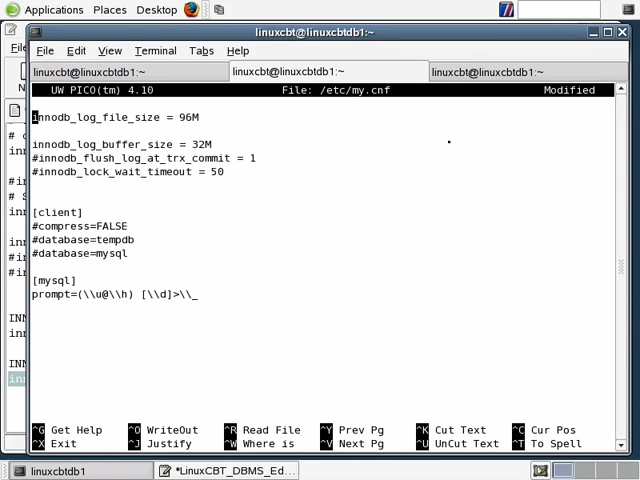 Applications Places Desktop
linuxcbt@linuxcbtdb1:~
File Edit View Terminal Tabs Help
linuxcbt@linuxcbtdb1:~ linuxcbt@linuxcbtdb1:~ linuxcbt@linuxcbtdb1:~
UW PICO(tm) 4.10 File: /etc/my.cnf Modified
innodb_log_file_size = 96M
innodb_log_buffer_size = 32M
#innodb_flush_log_at_trx_commit = 1
#innodb_lock_wait_timeout = 50
[client]
#compress=FALSE
#database=tempdb
#database=mysql
[mysql]
prompt=(\\u@\\h) [\\d]>\\_
^G Get Help ^O WriteOut ^R Read File ^Y Prev Pg ^K Cut Text ^C Cur Pos
^X Exit ^J Justify ^W Where is ^V Next Pg ^U UnCut Text ^T To Spell
linuxcbtdb1 *LinuxCBT_DBMS_Ed...